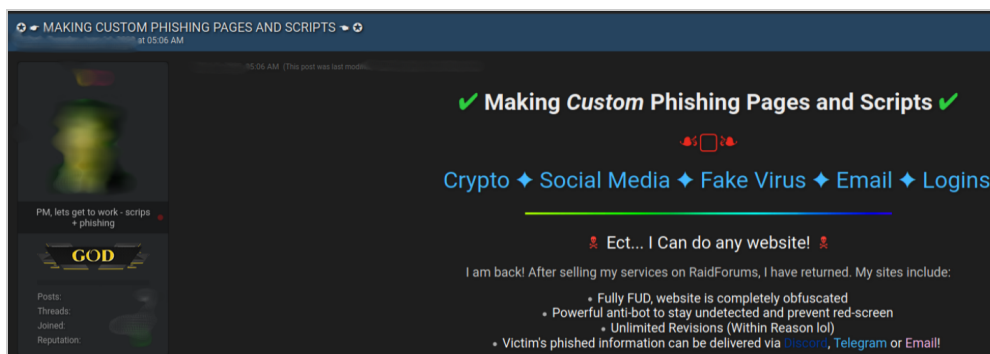 ✪ ☛ MAKING CUSTOM PHISHING PAGES AND SCRIPTS ☚ ✪
at 05:06 AM
05:06 AM (This post was last modi
✔ Making Custom Phishing Pages and Scripts ✔
Crypto ✦ Social Media ✦ Fake Virus ✦ Email ✦ Logins
PM, lets get to work - scrips
+ phishing
GOD
Posts:
Threads:
Joined:
Reputation:
☠ Ect... I Can do any website! ☠
I am back! After selling my services on RaidForums, I have returned. My sites include:
• Fully FUD, website is completely obfuscated
• Powerful anti-bot to stay undetected and prevent red-screen
• Unlimited Revisions (Within Reason lol)
• Victim's phished information can be delivered via Discord, Telegram or Email!